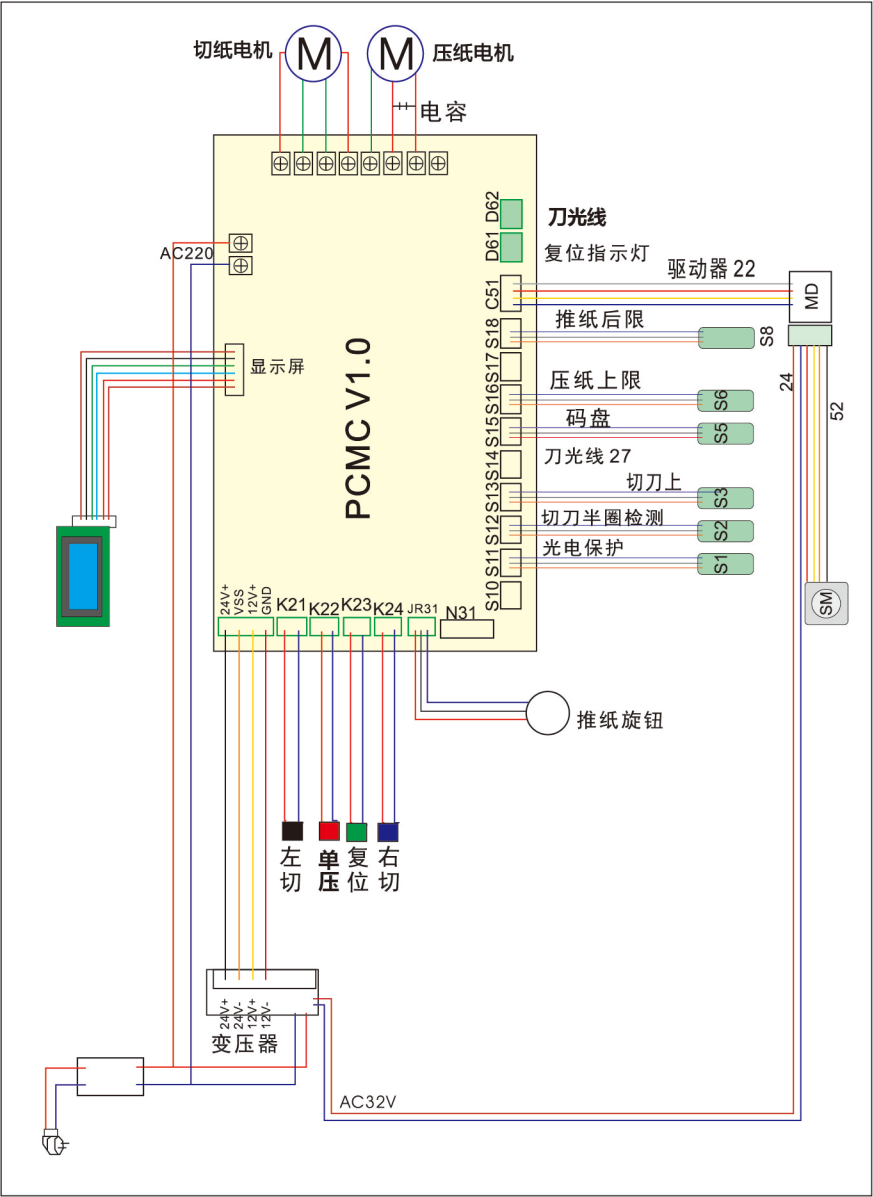 切纸电机
M
M
压纸电机
电容
D62
刀光线
D61
复位指示灯
AC220
C51
驱动器 22
MD
S18
推纸后限
S8
S17
显示屏
PCMC V1.0
S16
压纸上限
S6
24
52
S15
码盘
S5
S14
刀光线 27
S13
切刀上
S3
S12
切刀半圈检测
S2
S11
光电保护
S1
S10
SM
24V+
VSS
12V+
GND
K21
K22
K23
K24
JR31
N31
推纸旋钮
左切
单压
复位
右切
24V+
24V-
12V+
12V-
变压器
AC32V